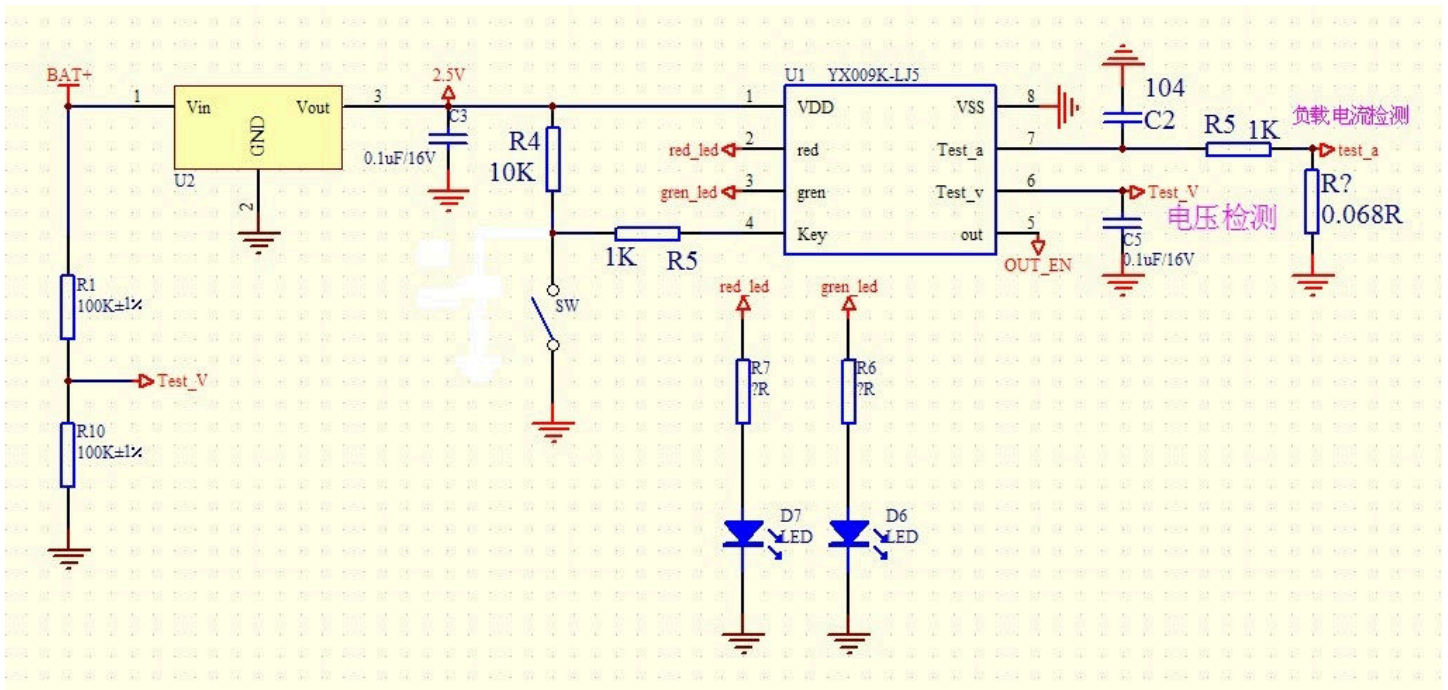 BAT+
1
Vin
Vout
GND
U2
2
3
2.5V
C3
0.1uF/16V
R4
10K
1K
R5
SW
U1 YX009K-LJ5
1
VDD
VSS
8
red_led
2
red
Test_a
7
gren_led
3
gren
Test_v
6
4
Key
out
5
104
C2
R5
1K
负载电流检测
test_a
R?
0.068R
Test_V
电压检测
C5
0.1uF/16V
OUT_EN
R1
100K±1%
Test_V
R10
100K±1%
red_led
gren_led
R7
?R
R6
?R
D7
LED
D6
LED